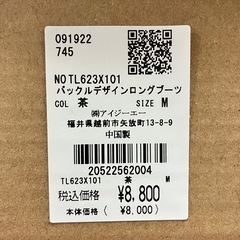 091922
745
NO TL623X101
バックルデザインロングブーツ
COL 茶 SIZE M
㈱アイジーエー
福井県越前市矢放町13-8-9
中国製
20522562004
TL623X101 茶 M
税込価格 ¥8,800
本体価格 (¥8,000)